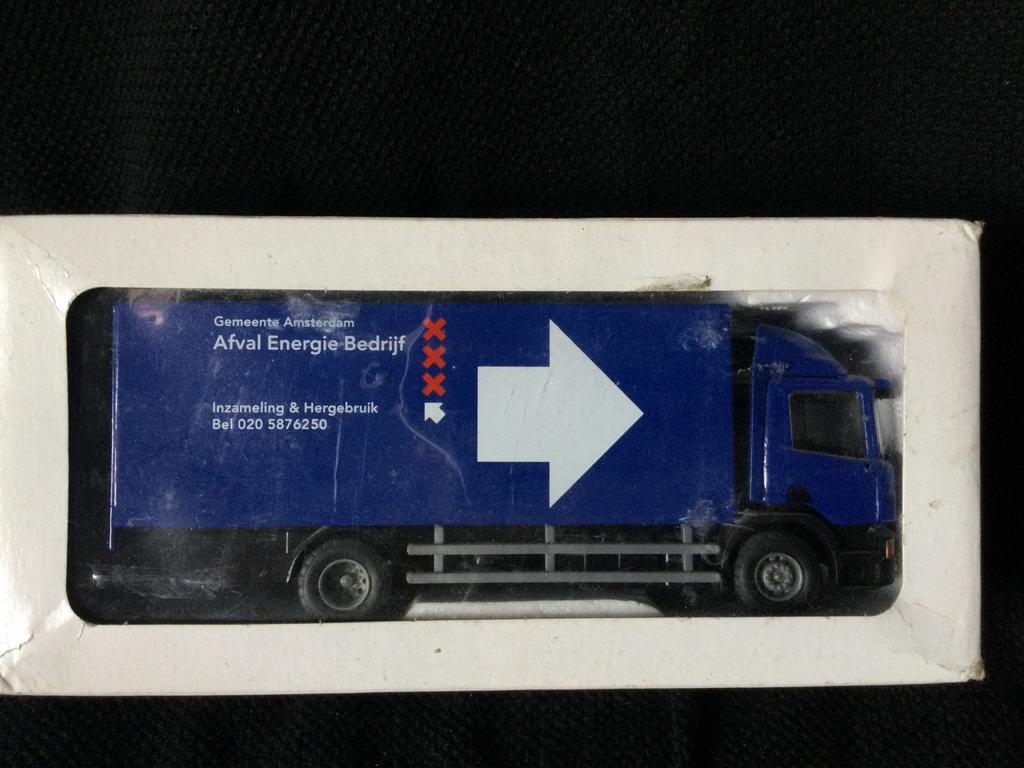 Gemeente Amsterdam
Afval Energie Bedrijf
Inzameling & Hergebruik
Bel 020 5876250